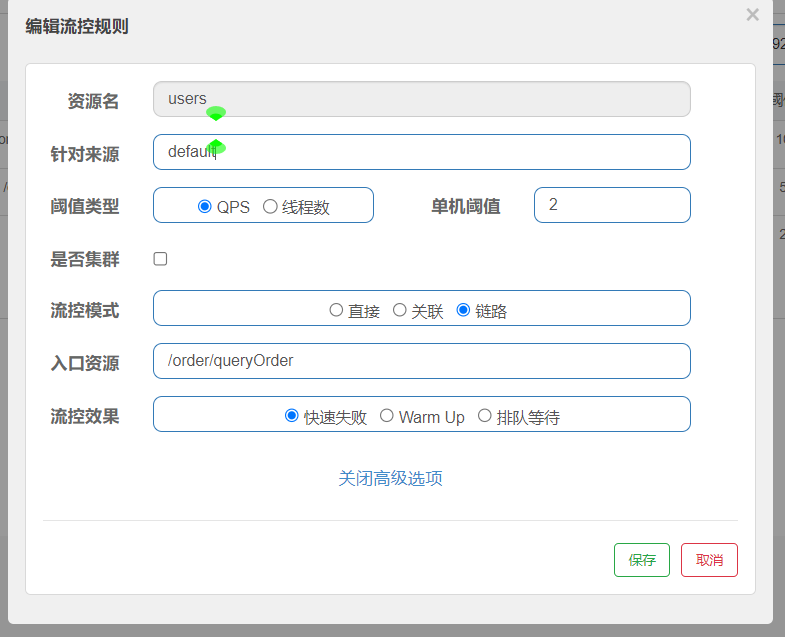 编辑流控规则
×
资源名 users
针对来源 default
阈值类型 QPS 线程数 单机阈值 2
是否集群
流控模式 直接 关联 链路
入口资源 /order/queryOrder
流控效果 快速失败 Warm Up 排队等待
关闭高级选项
保存 取消